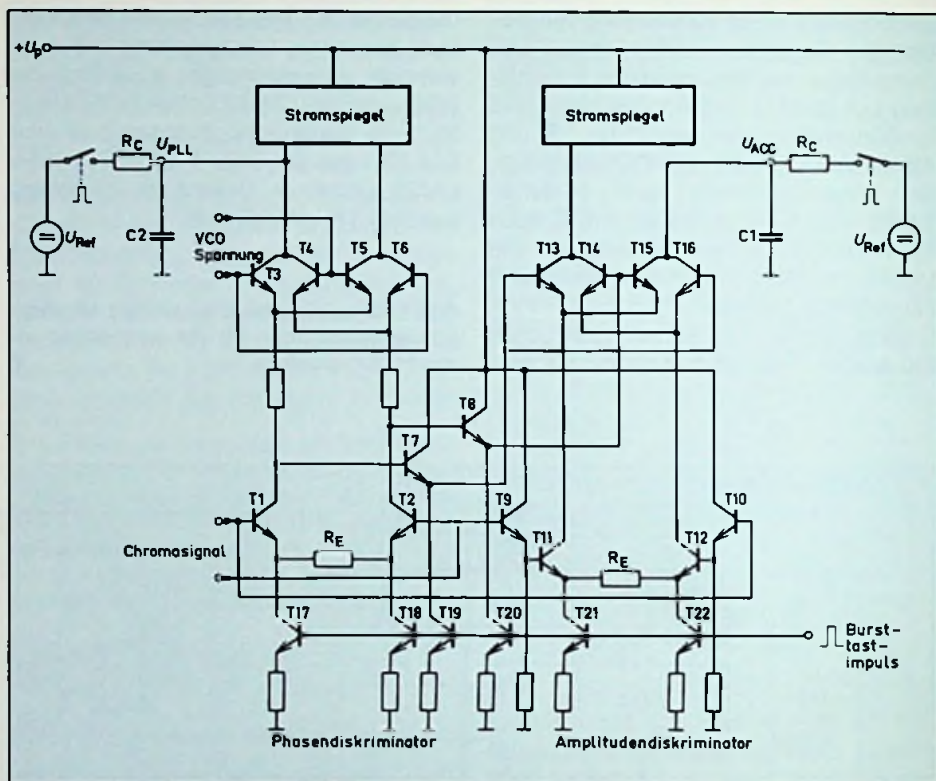 +Up
Stromspiegel
Stromspiegel
RC
UPLL
UACC
RC
URef
C2
VCO
Spannung
T3
T4
T5
T6
T13
T14
T15
T16
C1
URef
T8
T7
T1
T2
T9
T10
T11
T12
Chromasignal
RE
RE
T17
T18
T19
T20
T21
T22
Burst-
tast-
impuls
Phasendiskriminator
Amplitudendiskriminator